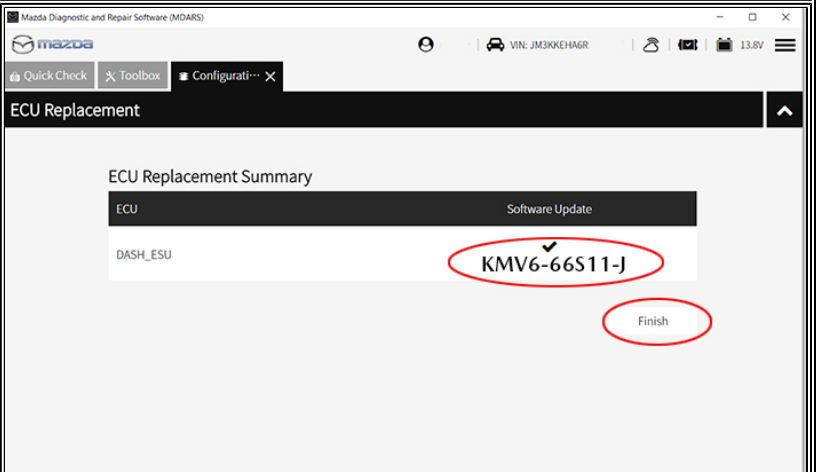 Mazda Diagnostic and Repair Software (MDARS)
mazda
VIN: JM3KKEHA6R
13.8V
Quick Check
Toolbox
Configurati···
ECU Replacement
ECU Replacement Summary
ECU
Software Update
DASH_ESU
KMV6-66S11-J
Finish